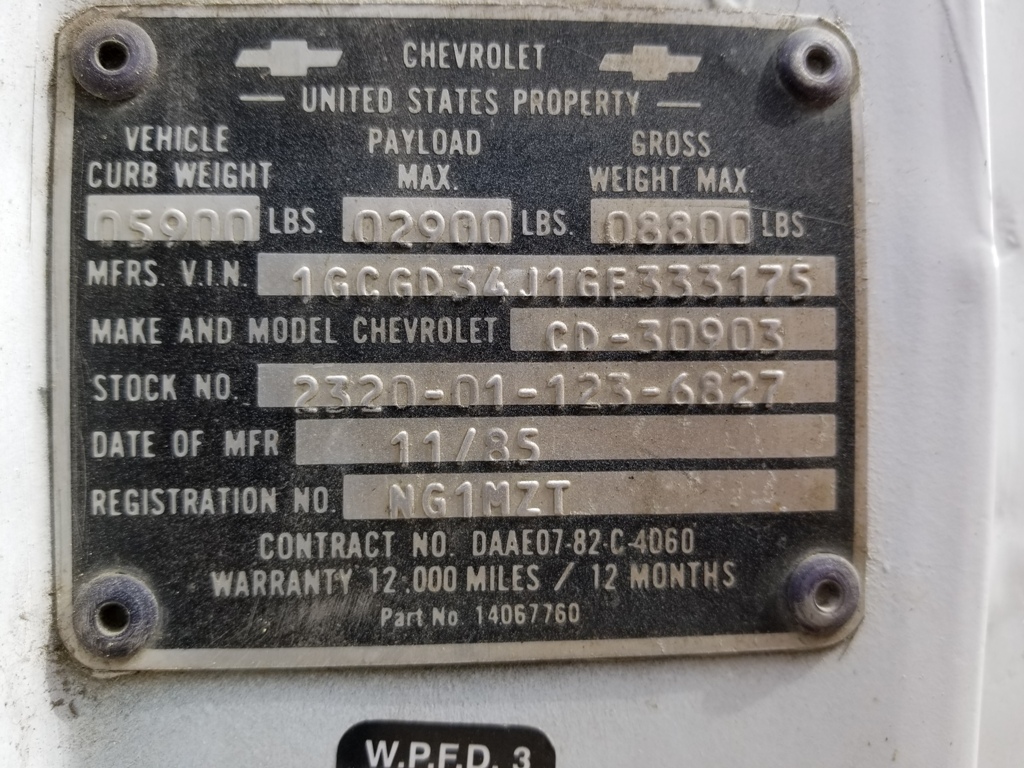 CHEVROLET
UNITED STATES PROPERTY
VEHICLE CURB WEIGHT PAYLOAD MAX. GROSS WEIGHT MAX.
05900 LBS. 02900 LBS. 08800 LBS
MFRS. V.I.N. 1GCGD34J1GF333175
MAKE AND MODEL CHEVROLET CD-30903
STOCK NO. 2320-01-123-6827
DATE OF MFR 11/85
REGISTRATION NO. NG1MZT
CONTRACT NO. DAAE07-82-C-4060
WARRANTY 12,000 MILES / 12 MONTHS
Part No 14067760
W.P.F.D. 3